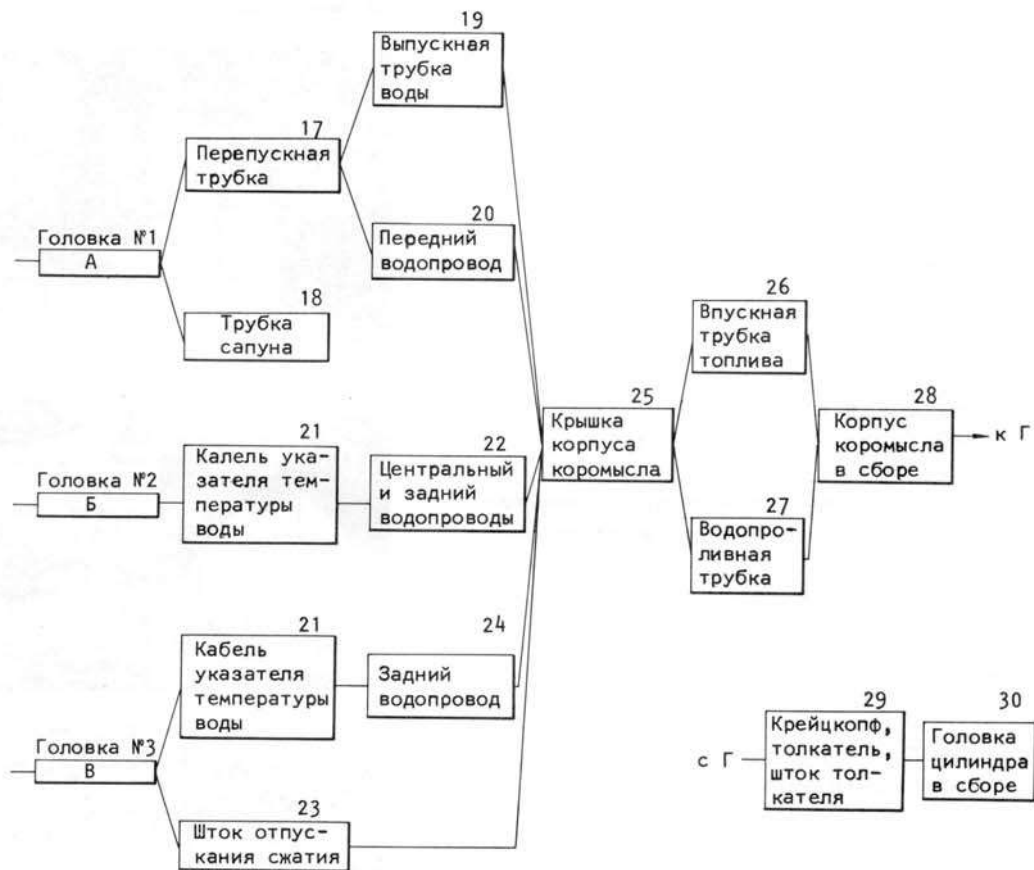 19
Выпускная
трубка
воды
17
Перепускная
трубка
20
Передний
водопровод
Головка №1
А
18
Трубка
сапуна
26
Впускная
трубка
топлива
25
Крышка
корпуса
коромысла
28
Корпус
коромысла
в сборе
к Г
21
Калель ука-
зателя тем-
пературы
воды
22
Центральный
и задний
водопроводы
Головка №2
Б
27
Водопро-
ливная
трубка
21
Кабель
указателя
температуры
воды
24
Задний
водопровод
Головка №3
В
23
Шток отпус-
кания сжатия
с Г
29
Крейцкопф,
толкатель,
шток тол-
кателя
30
Головка
цилиндра
в сборе